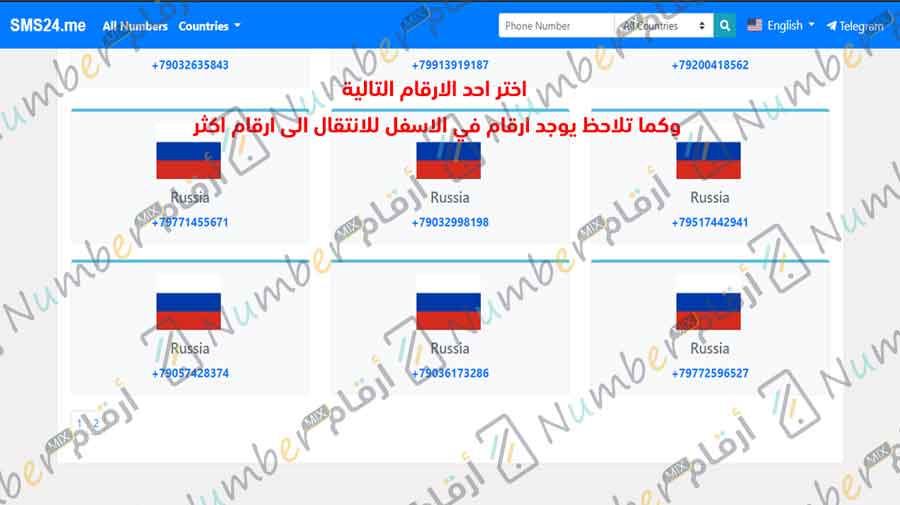 SMS24.me All Numbers Countries Phone Number All Countries English Telegram
+79032635843 +79913919187 +79200418562
اختر احد الارقام التالية
وكما تلاحظ يوجد ارقام في الاسفل للانتقال الى ارقام اكثر
Russia Russia Russia
+79771455671 +79032998198 +79517442941
Russia Russia Russia
+79057428374 +79036173286 +79772596527
1 2
Number MIX أرقام